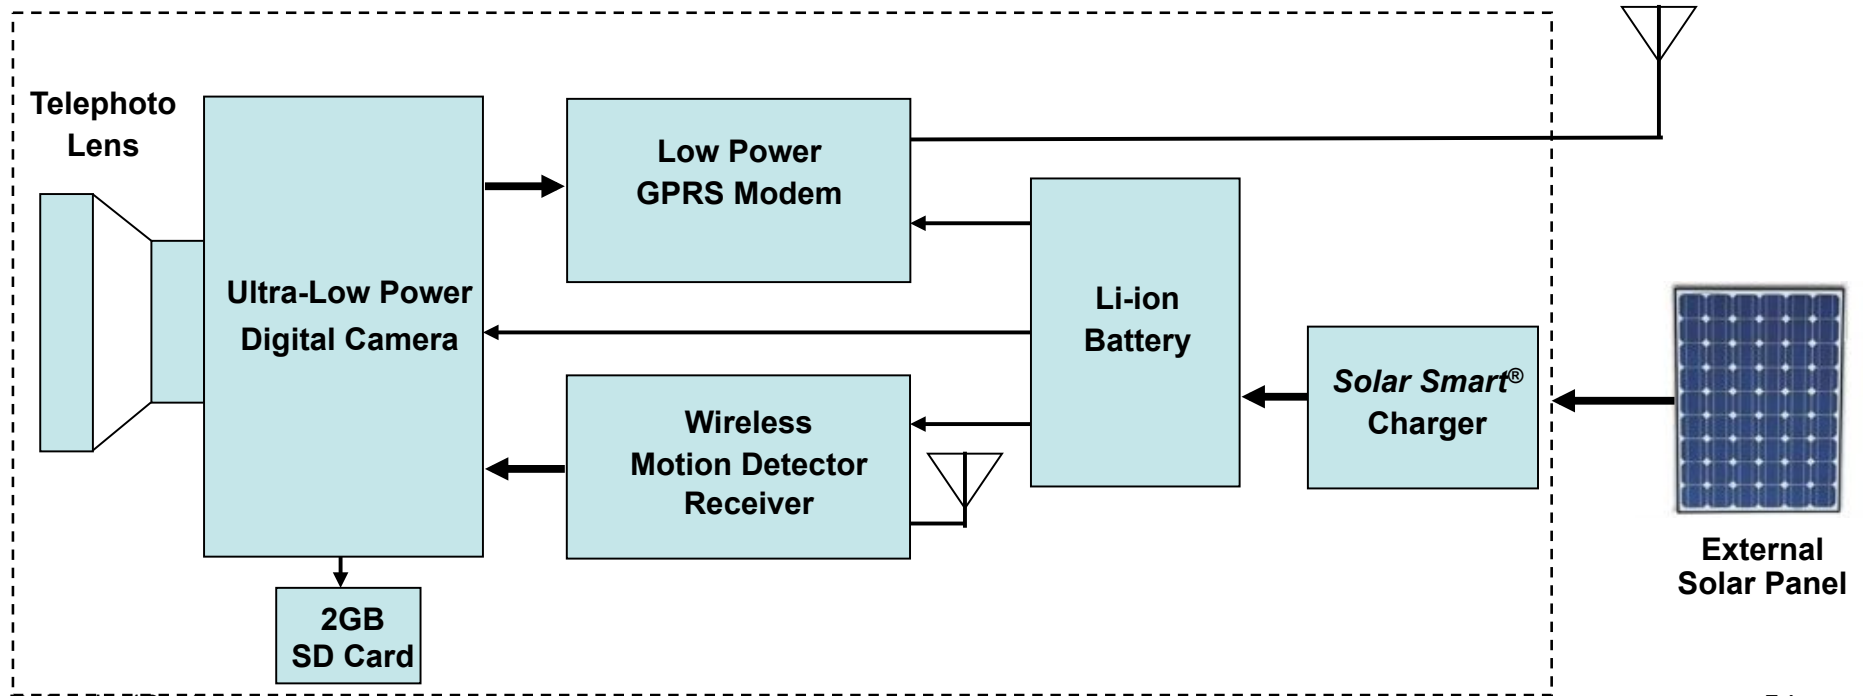 Telephoto
Lens
Low Power
GPRS Modem
Ultra-Low Power
Digital Camera
Li-ion
Battery
Solar Smart®
Charger
Wireless
Motion Detector
Receiver
External
Solar Panel
2GB
SD Card